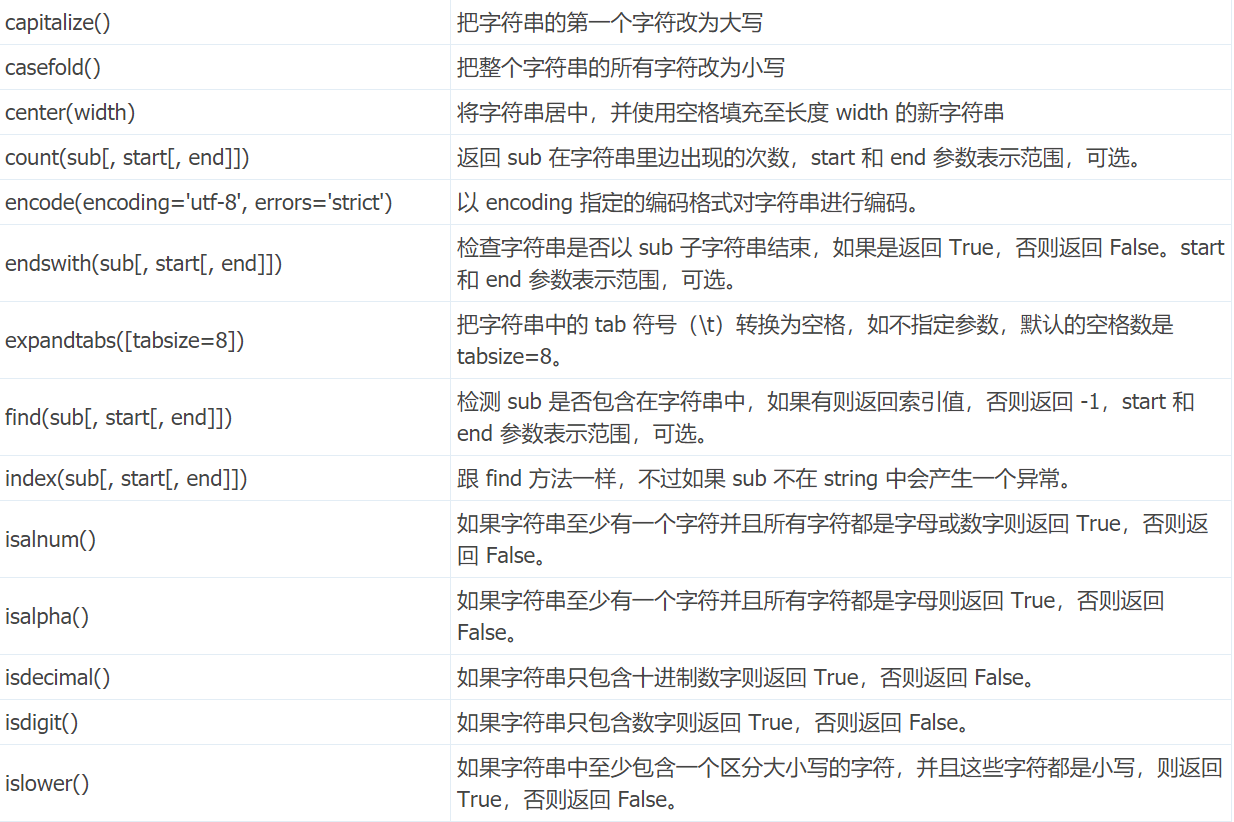 capitalize()
把字符串的第一个字符改为大写
casefold()
把整个字符串的所有字符改为小写
center(width)
将字符串居中，并使用空格填充至长度 width 的新字符串
count(sub[, start[, end]])
返回 sub 在字符串里边出现的次数，start 和 end 参数表示范围，可选。
encode(encoding='utf-8', errors='strict')
以 encoding 指定的编码格式对字符串进行编码。
endswith(sub[, start[, end]])
检查字符串是否以 sub 子字符串结束，如果是返回 True，否则返回 False。start
和 end 参数表示范围，可选。
expandtabs([tabsize=8])
把字符串中的 tab 符号（\t）转换为空格，如不指定参数，默认的空格数是
tabsize=8。
find(sub[, start[, end]])
检测 sub 是否包含在字符串中，如果有则返回索引值，否则返回 -1，start 和
end 参数表示范围，可选。
index(sub[, start[, end]])
跟 find 方法一样，不过如果 sub 不在 string 中会产生一个异常。
isalnum()
如果字符串至少有一个字符并且所有字符都是字母或数字则返回 True，否则返
回 False。
isalpha()
如果字符串至少有一个字符并且所有字符都是字母则返回 True，否则返回
False。
isdecimal()
如果字符串只包含十进制数字则返回 True，否则返回 False。
isdigit()
如果字符串只包含数字则返回 True，否则返回 False。
islower()
如果字符串中至少包含一个区分大小写的字符，并且这些字符都是小写，则返回
True，否则返回 False。